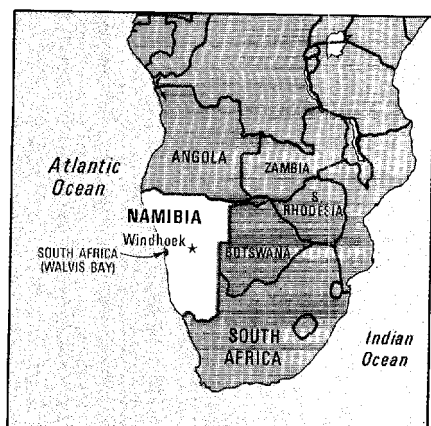 ANGOLA
ZAMBIA
Atlantic
Ocean
S.
RHODESIA
NAMIBIA
Windhoek
SOUTH AFRICA
(WALVIS BAY)
BOTSWANA
SOUTH
AFRICA
Indian
Ocean